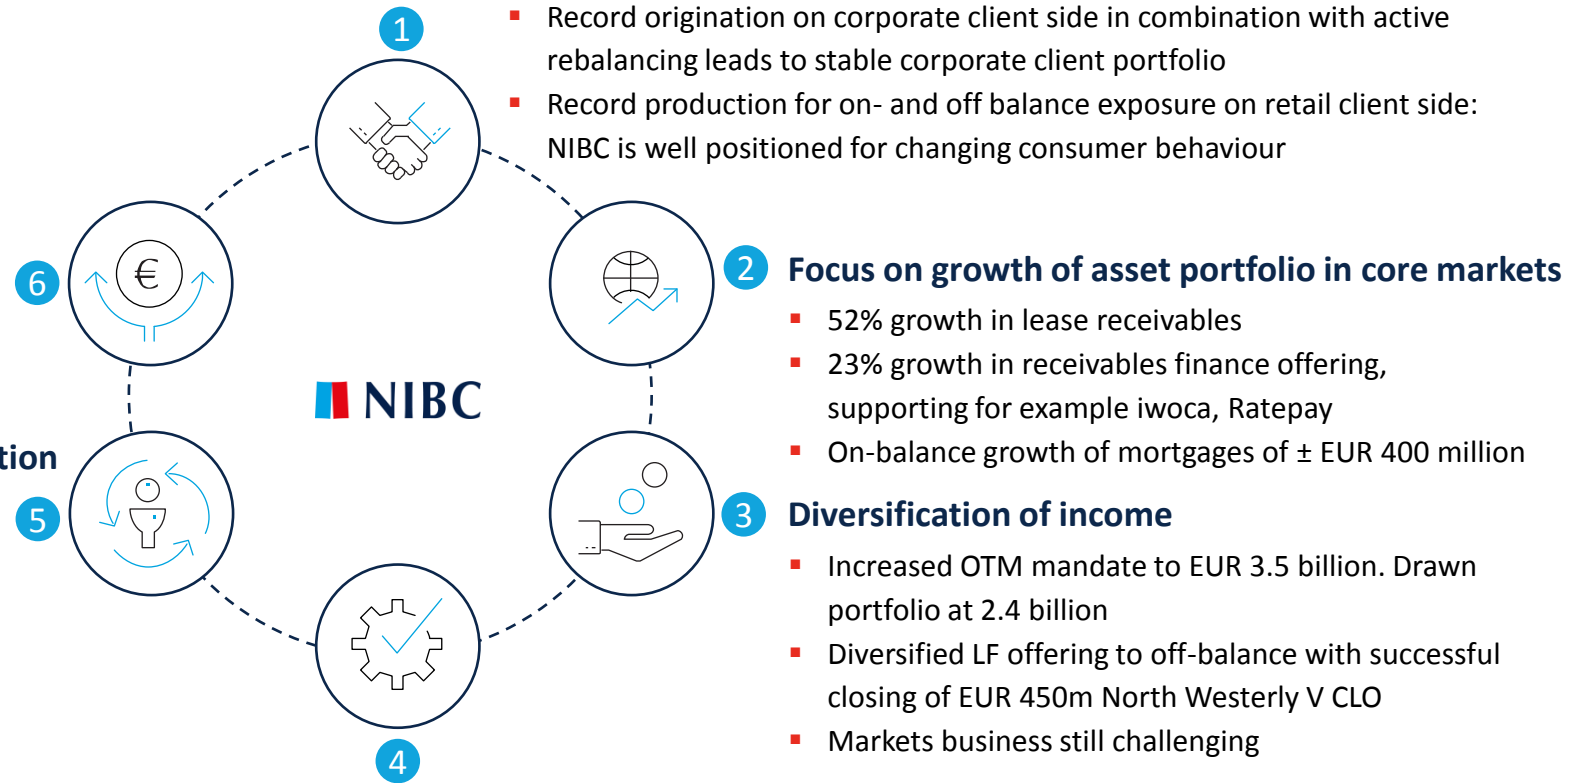 1
▪ Record origination on corporate client side in combination with active
rebalancing leads to stable corporate client portfolio
▪ Record production for on- and off balance exposure on retail client side:
NIBC is well positioned for changing consumer behaviour
6
€
2
Focus on growth of asset portfolio in core markets
▪ 52% growth in lease receivables
▪ 23% growth in receivables finance offering,
supporting for example iwoca, Ratepay
▪ On-balance growth of mortgages of ± EUR 400 million
NIBC
tion
5
3
Diversification of income
▪ Increased OTM mandate to EUR 3.5 billion. Drawn
portfolio at 2.4 billion
▪ Diversified LF offering to off-balance with successful
closing of EUR 450m North Westerly V CLO
▪ Markets business still challenging
4